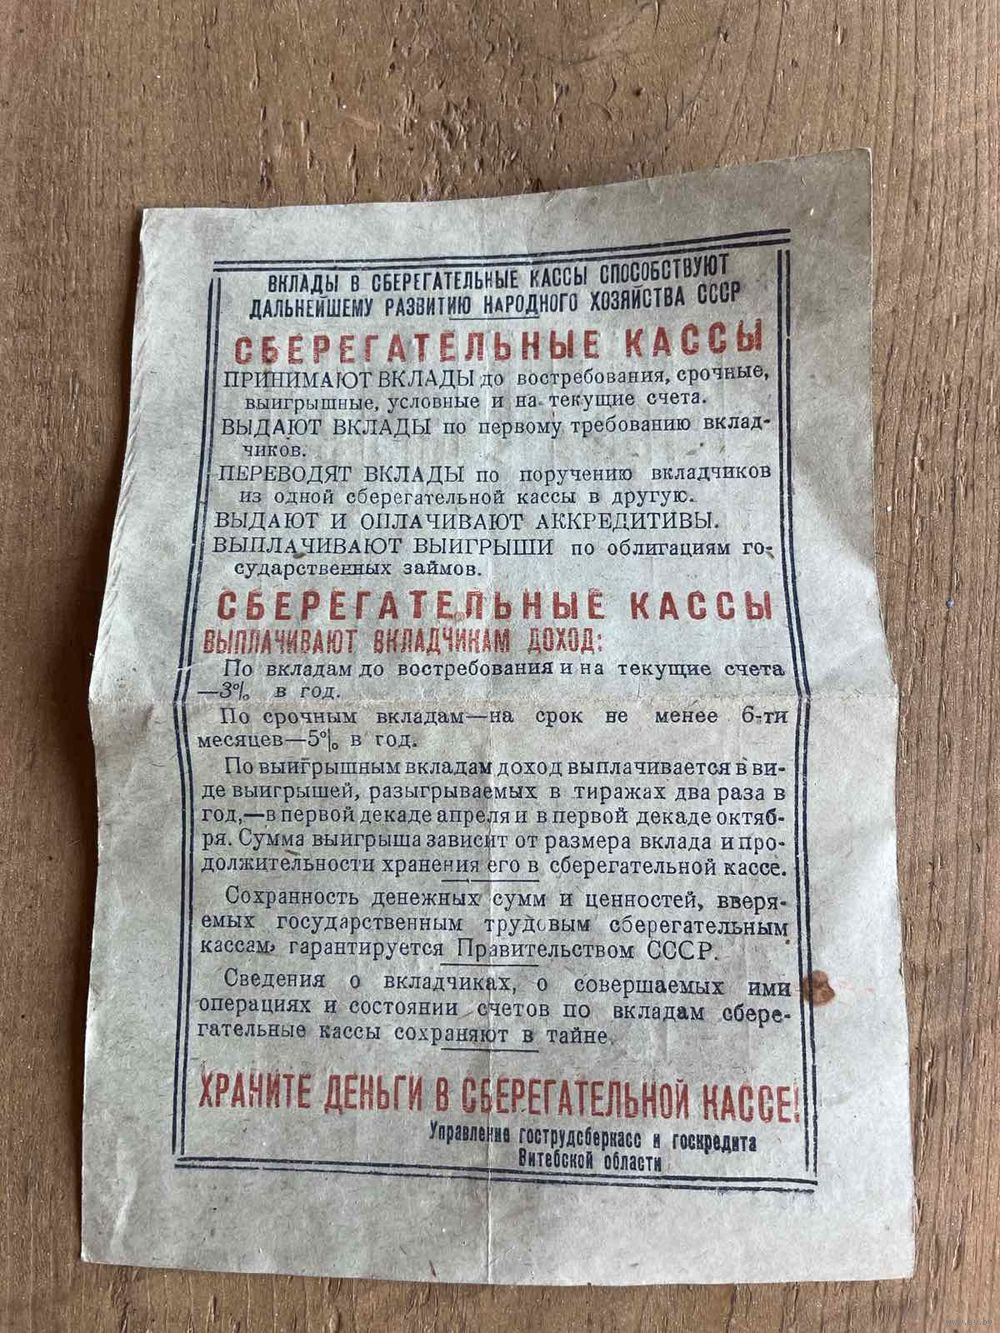 ВКЛАДЫ В СБЕРЕГАТЕЛЬНЫЕ КАССЫ СПОСОБСТВУЮТ
ДАЛЬНЕЙШЕМУ РАЗВИТИЮ НАРОДНОГО ХОЗЯЙСТВА СССР
СБЕРЕГАТЕЛЬНЫЕ КАССЫ
ПРИНИМАЮТ ВКЛАДЫ до востребования, срочные,
выигрышные, условные и на текущие счета.
ВЫДАЮТ ВКЛАДЫ по первому требованию вклад-
чиков.
ПЕРЕВОДЯТ ВКЛАДЫ по поручению вкладчиков
из одной сберегательной кассы в другую.
ВЫДАЮТ И ОПЛАЧИВАЮТ АККРЕДИТИВЫ.
ВЫПЛАЧИВАЮТ ВЫИГРЫШИ по облигациям го-
сударственных займов.
СБЕРЕГАТЕЛЬНЫЕ КАССЫ
ВЫПЛАЧИВАЮТ ВКЛАДЧИКАМ ДОХОД:
По вкладам до востребования и на текущие счета
—3% в год.
По срочным вкладам—на срок не менее 6-ти
месяцев—5% в год.
По выигрышным вкладам доход выплачивается в ви-
де выигрышей, разыгрываемых в тиражах два раза в
год,—в первой декаде апреля и в первой декаде октяб-
ря. Сумма выигрыша зависит от размера вклада и про-
должительности хранения его в сберегательной кассе.
Сохранность денежных сумм и ценностей, вверя-
емых государственным трудовым сберегательным
кассам, гарантируется Правительством СССР.
Сведения о вкладчиках, о совершаемых ими
операциях и состоянии счетов по вкладам сбере-
гательные кассы сохраняют в тайне.
ХРАНИТЕ ДЕНЬГИ В СБЕРЕГАТЕЛЬНОЙ КАССЕ!
Управление гострудсберкасс и госкредита
Витебской области